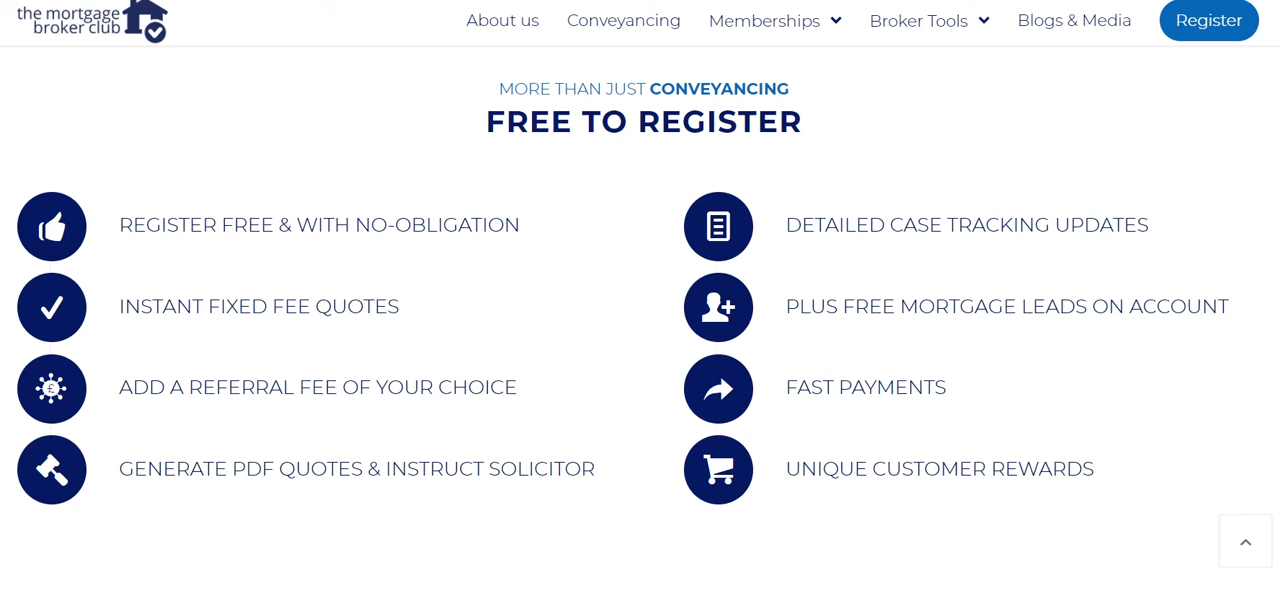 the mortgage
broker club
About us
Conveyancing
Memberships
Broker Tools
Blogs & Media
Register
MORE THAN JUST CONVEYANCING
FREE TO REGISTER
REGISTER FREE & WITH NO-OBLIGATION
INSTANT FIXED FEE QUOTES
£
ADD A REFERRAL FEE OF YOUR CHOICE
GENERATE PDF QUOTES & INSTRUCT SOLICITOR
DETAILED CASE TRACKING UPDATES
PLUS FREE MORTGAGE LEADS ON ACCOUNT
FAST PAYMENTS
UNIQUE CUSTOMER REWARDS